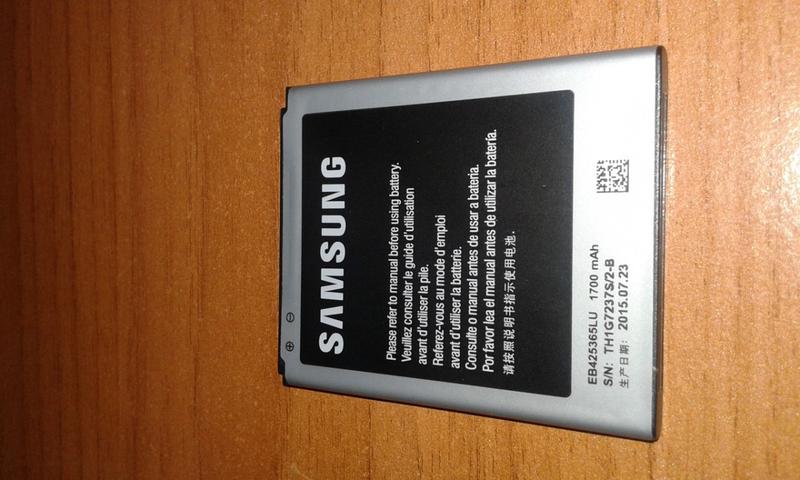 SAMSUNG
Please refer to manual before using battery.
Veuillez consulter le guide d'utilisation
avant d'utiliser la pile.
Referez-vous au mode d'emploi
avant d'utiliser la batterie.
Consulte o manual antes de usar a bateria.
Por favor lea el manual antes de utilizar la batería.
请按照说明书指示使用电池.
EB425365LU 1700 mAh
S/N: TH1G7237S/2-B
生产日期: 2015.07.23